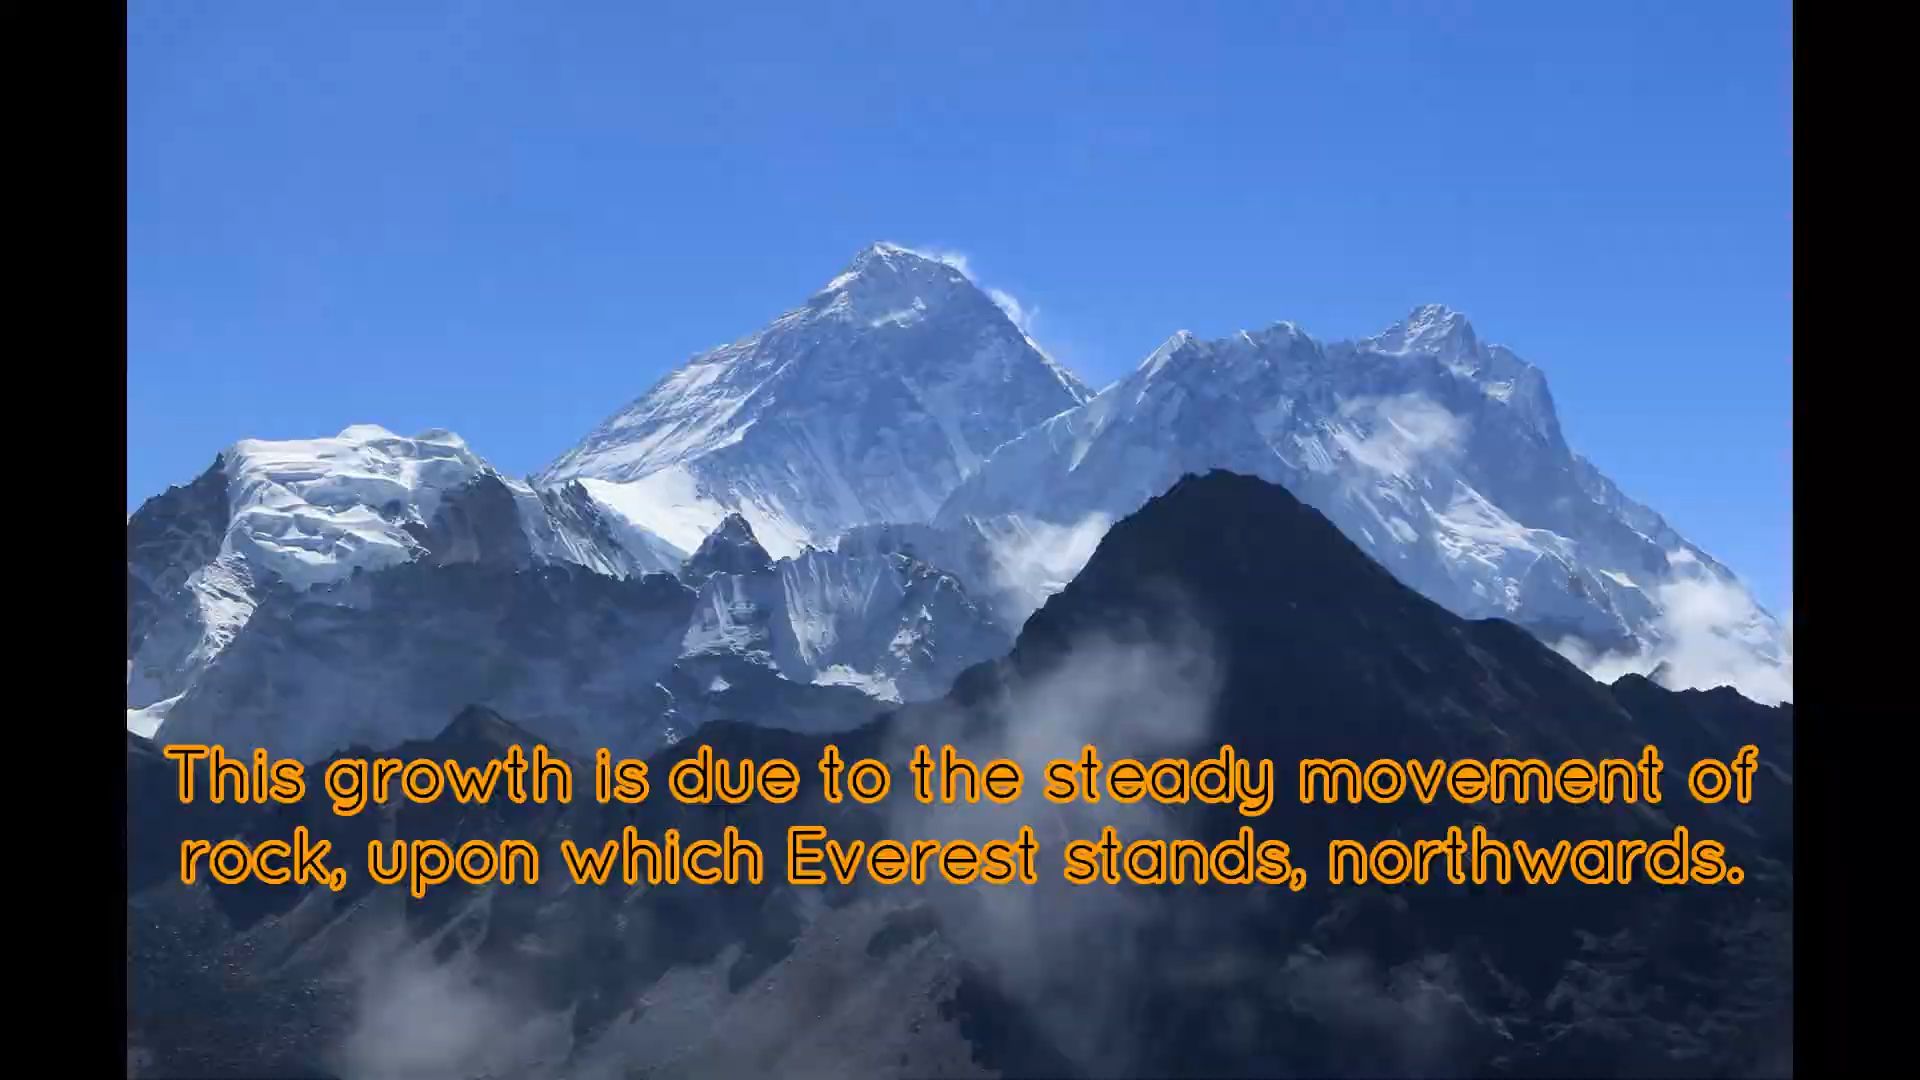 This growth is due to the steady movement of
rock, upon which Everest stands, northwards.